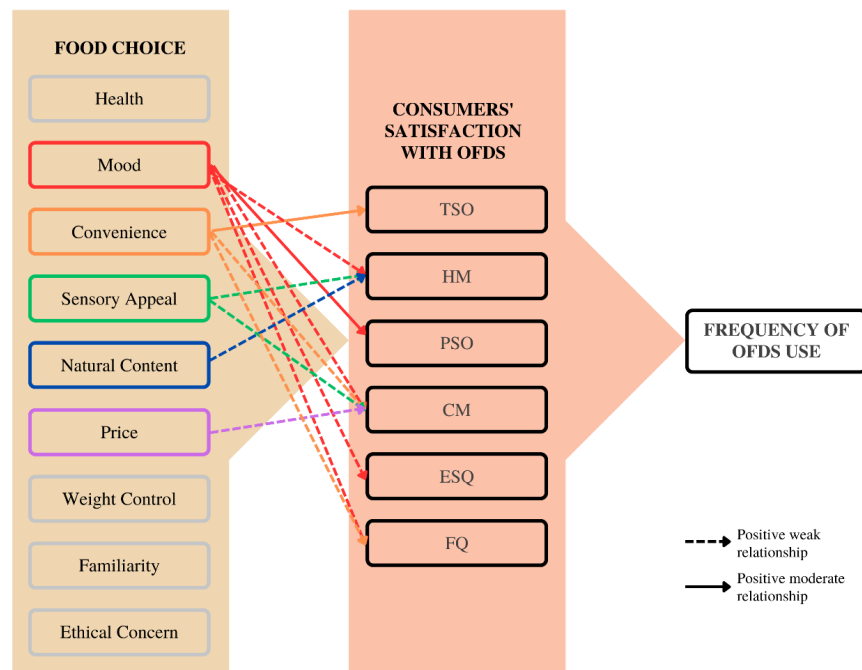 FOOD CHOICE
Health
Mood
Convenience
Sensory Appeal
Natural Content
Price
Weight Control
Familiarity
Ethical Concern
CONSUMERS'
SATISFACTION
WITH OFDS
TSO
HM
PSO
CM
ESQ
FQ
FREQUENCY OF
OFDS USE
Positive weak
relationship
Positive moderate
relationship